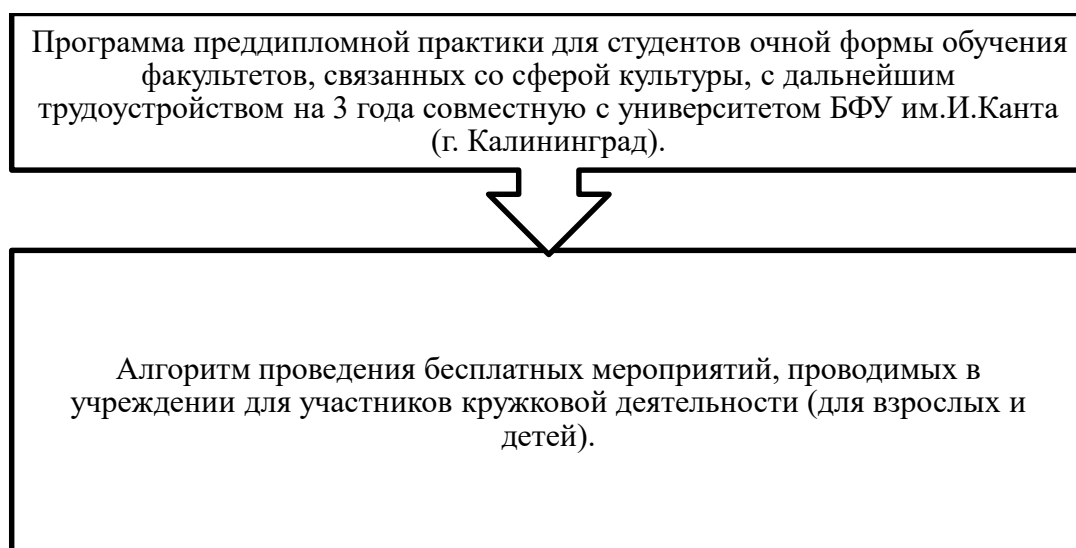 Программа преддипломной практики для студентов очной формы обучения
факультетов, связанных со сферой культуры, с дальнейшим
трудоустройством на 3 года совместную с университетом БФУ им.И.Канта
(г. Калининград).
Алгоритм проведения бесплатных мероприятий, проводимых в
учреждении для участников кружковой деятельности (для взрослых и
детей).